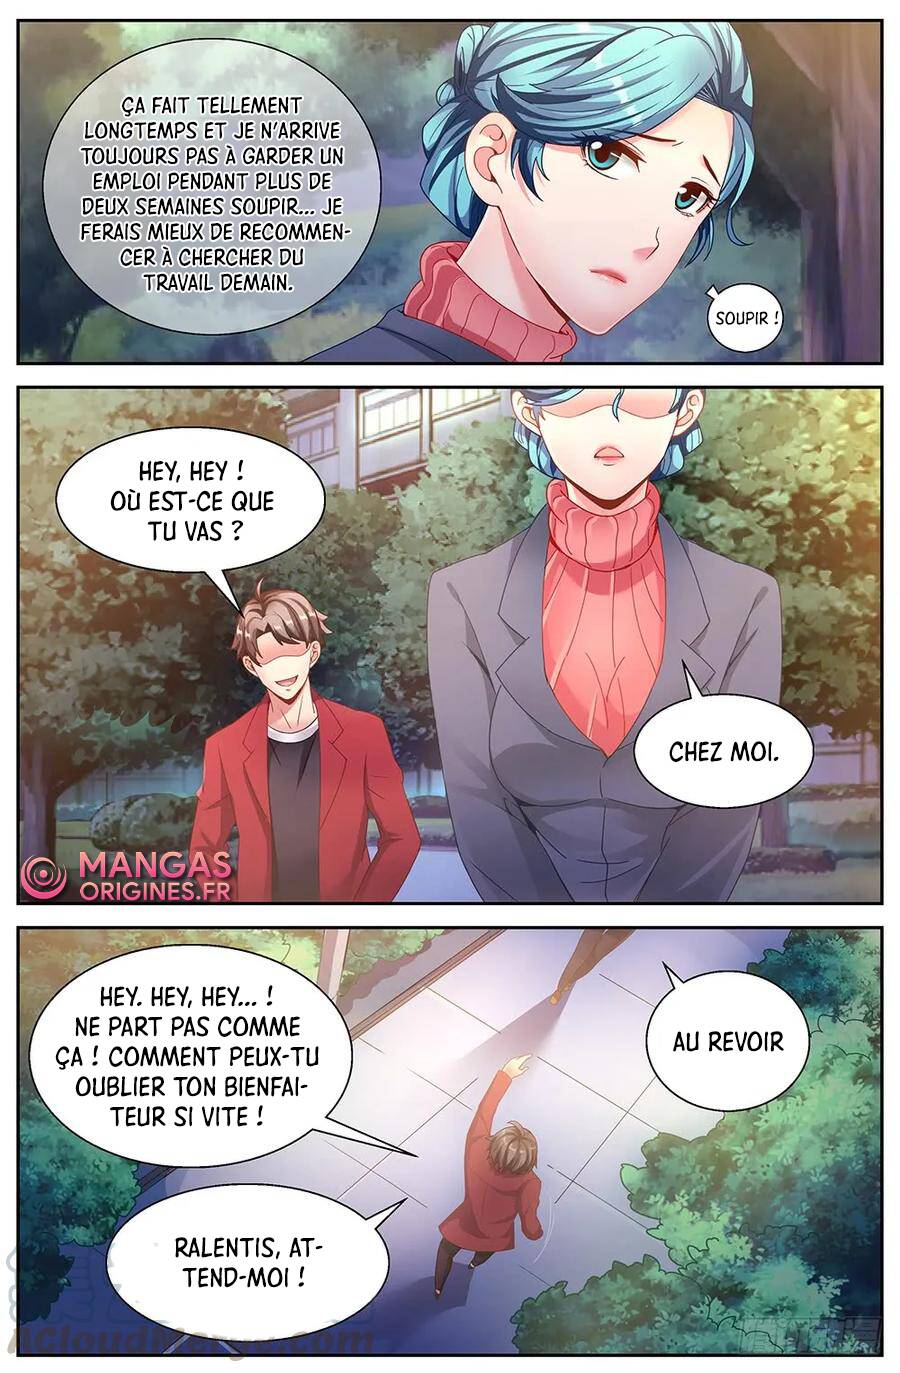 ÇA FAIT TELLEMENT
LONGTEMPS ET JE N'ARRIVE
TOUJOURS PAS À GARDER UN
EMPLOI PENDANT PLUS DE
DEUX SEMAINES SOUPIR... JE
FERAIS MIEUX DE RECOMMEN-
CER À CHERCHER DU
TRAVAIL DEMAIN.
SOUPIR !
HEY, HEY !
OÙ EST-CE QUE
TU VAS ?
CHEZ MOI.
MANGAS
ORIGINES.FR
HEY. HEY, HEY... !
NE PART PAS COMME
ÇA ! COMMENT PEUX-TU
OUBLIER TON BIENFAI-
TEUR SI VITE !
AU REVOIR
RALENTIS, AT-
TEND-MOI !
ACloudMerge.com